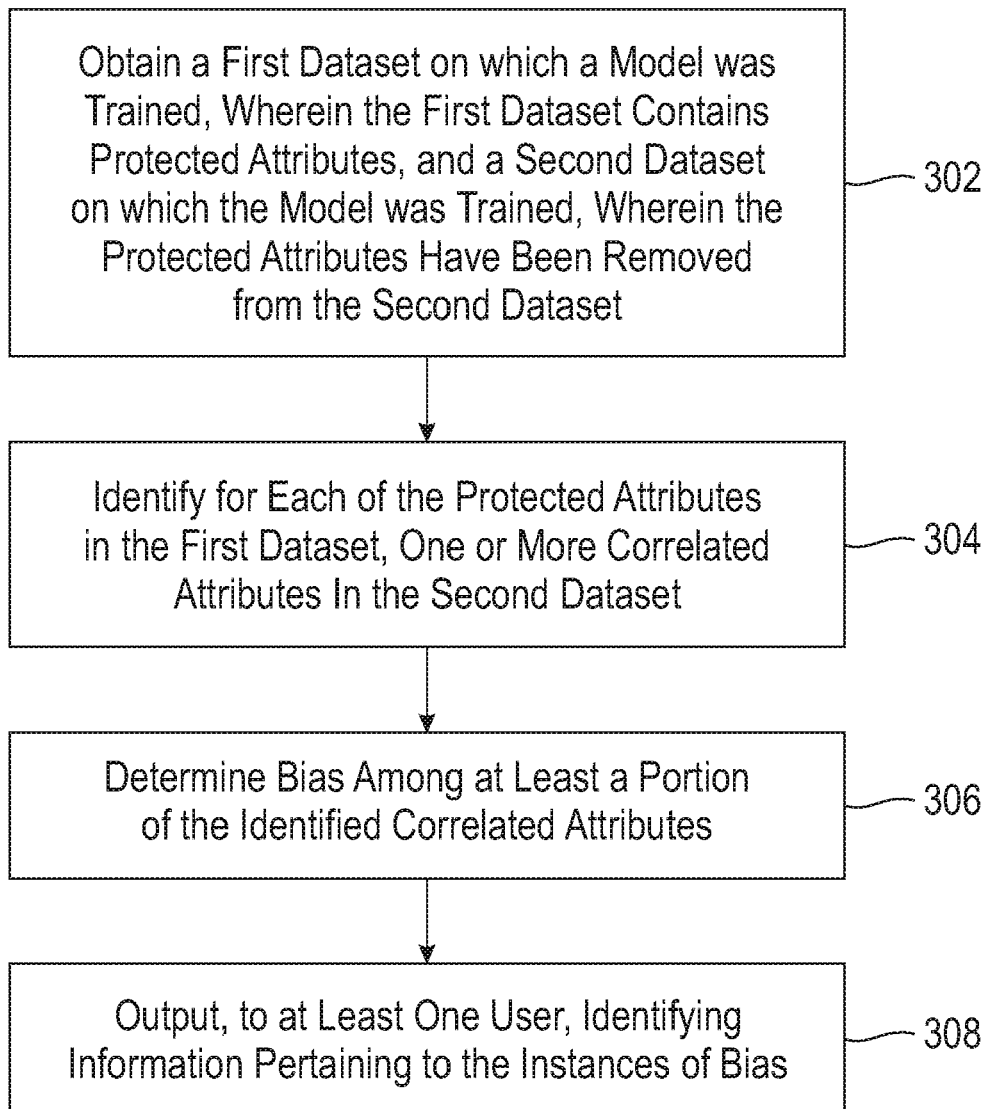 Obtain a First Dataset on which a Model was
Trained, Wherein the First Dataset Contains
Protected Attributes, and a Second Dataset
on which the Model was Trained, Wherein the
Protected Attributes Have Been Removed
from the Second Dataset
302
Identify for Each of the Protected Attributes
in the First Dataset, One or More Correlated
Attributes In the Second Dataset
304
Determine Bias Among at Least a Portion
of the Identified Correlated Attributes
306
Output, to at Least One User, Identifying
Information Pertaining to the Instances of Bias
308